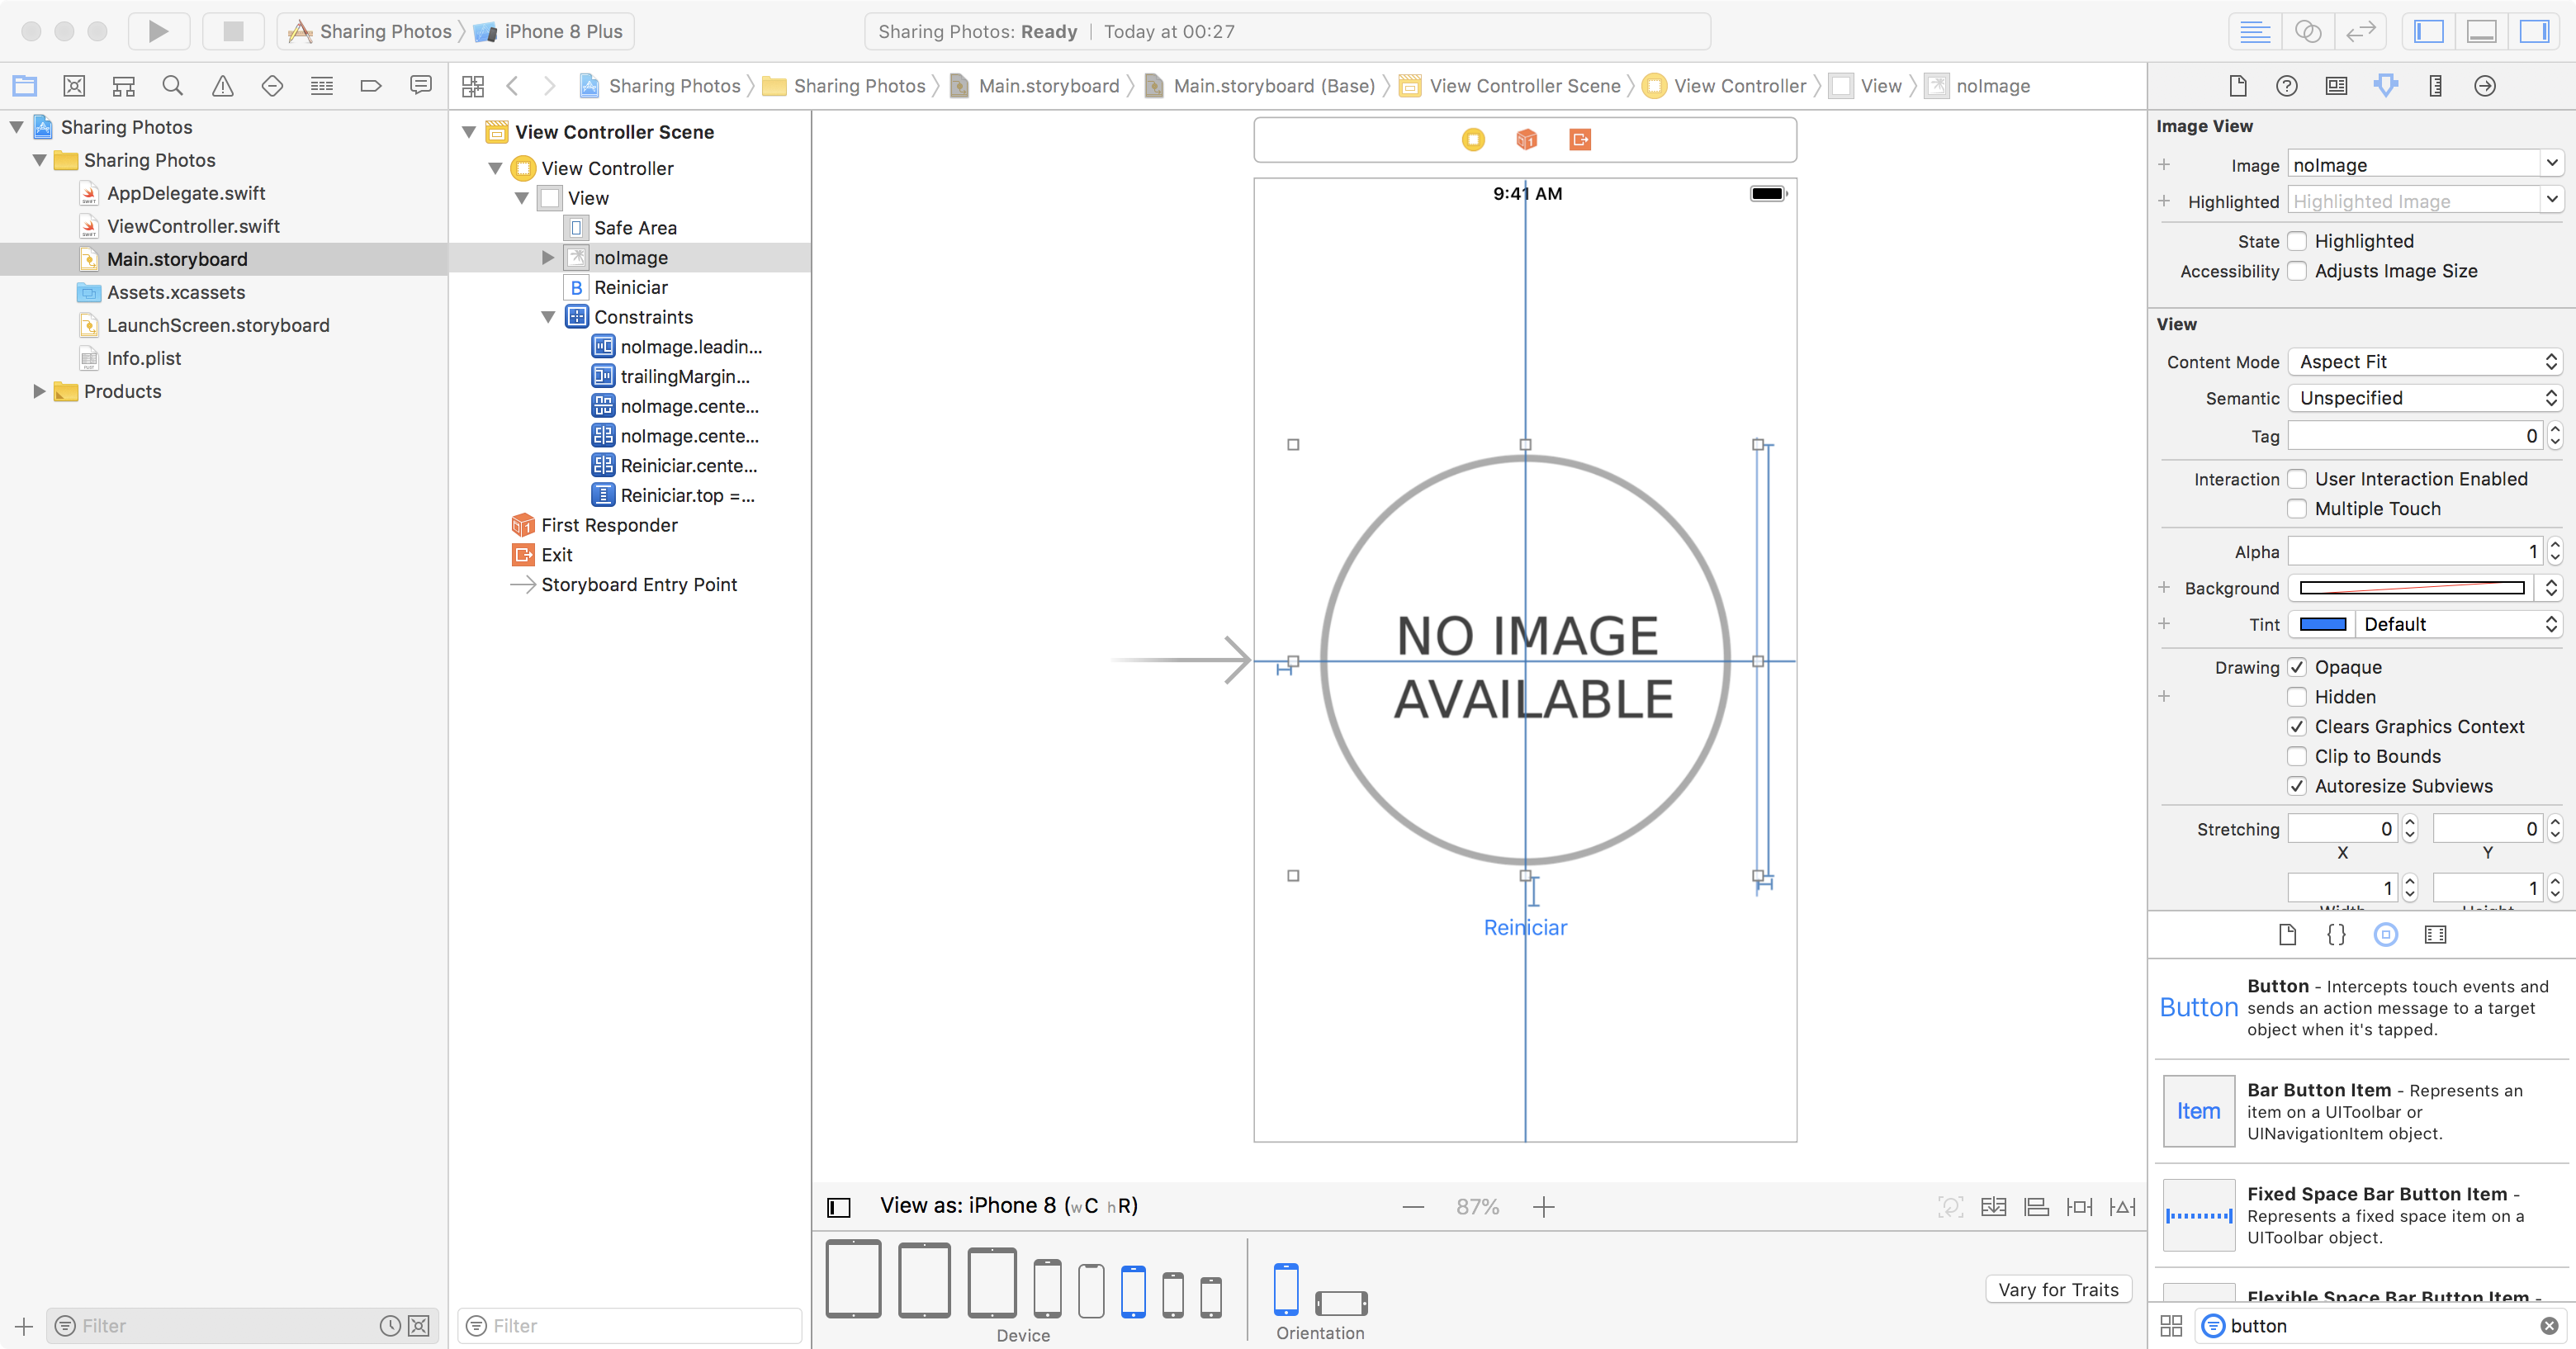 Sharing Photos
iPhone 8 Plus
Sharing Photos: Ready | Today at 00:27
Sharing Photos
Sharing Photos
Main.storyboard
Main.storyboard (Base)
View Controller Scene
View Controller
View
noImage
Sharing Photos
Sharing Photos
AppDelegate.swift
ViewController.swift
Main.storyboard
Assets.xcassets
LaunchScreen.storyboard
Info.plist
Products
Filter
View Controller Scene
View Controller
View
Safe Area
noImage
B Reiniciar
Constraints
noImage.leadin...
trailingMargin...
noImage.cente...
noImage.cente...
Reiniciar.cente...
Reiniciar.top =...
First Responder
Exit
Storyboard Entry Point
Filter
9:41 AM
NO IMAGE
AVAILABLE
Reiniciar
View as: iPhone 8 (wC hR)
87%
Device
Orientation
Vary for Traits
Image View
Image noImage
Highlighted Highlighted Image
State Highlighted
Accessibility Adjusts Image Size
View
Content Mode Aspect Fit
Semantic Unspecified
Tag 0
Interaction User Interaction Enabled
Multiple Touch
Alpha 1
Background
Tint Default
Drawing Opaque
Hidden
Clears Graphics Context
Clip to Bounds
Autoresize Subviews
Stretching 0 0
X Y
1 1
Width Height
Button
Button - Intercepts touch events and
sends an action message to a target
object when it's tapped.
Item
Bar Button Item - Represents an
item on a UIToolbar or
UINavigationItem object.
Fixed Space Bar Button Item -
Represents a fixed space item on a
UIToolbar object.
Flexible Space Bar Button Item -
button